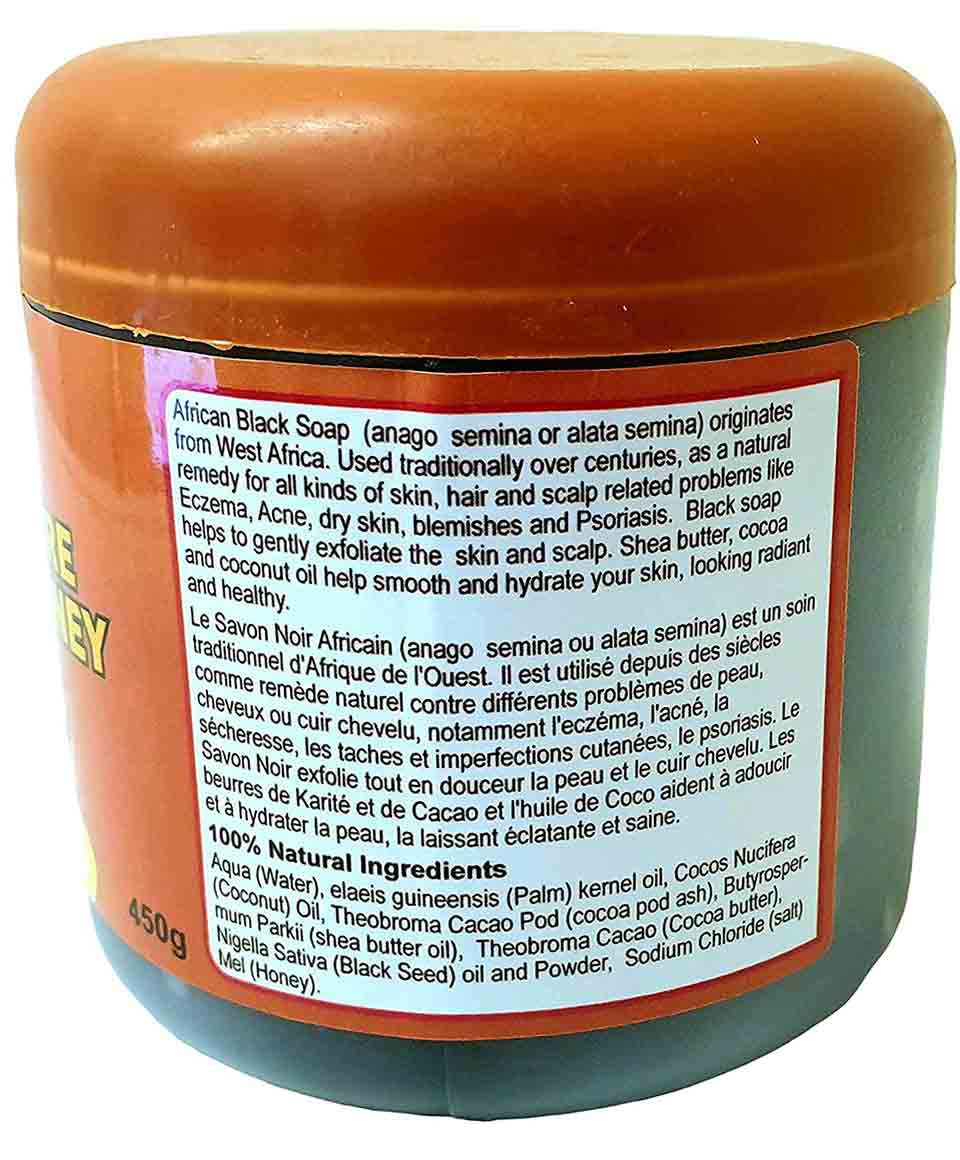 RE
NEY
450g
African Black Soap (anago semina or alata semina) originates
from West Africa. Used traditionally over centuries, as a natural
remedy for all kinds of skin, hair and scalp related problems like
Eczema, Acne, dry skin, blemishes and Psoriasis. Black soap
helps to gently exfoliate the skin and scalp. Shea butter, cocoa
and coconut oil help smooth and hydrate your skin, looking radiant
and healthy.
Le Savon Noir Africain (anago semina ou alata semina) est un soin
traditionnel d'Afrique de l'Ouest. Il est utilisé depuis des siècles
comme remède naturel contre différents problèmes de peau,
cheveux ou cuir chevelu, notamment l'eczéma, l'acné, la
sécheresse, les taches et imperfections cutanées, le psoriasis. Le
Savon Noir exfolie tout en douceur la peau et le cuir chevelu. Les
beurres de Karité et de Cacao et l'huile de Coco aident à adoucir
et à hydrater la peau, la laissant éclatante et saine.
100% Natural Ingredients
Aqua (Water), elaeis guineensis (Palm) kernel oil, Cocos Nucifera
(Coconut) Oil, Theobroma Cacao Pod (cocoa pod ash), Butyrosper-
mum Parkii (shea butter oil), Theobroma Cacao (Cocoa butter),
Nigella Sativa (Black Seed) oil and Powder, Sodium Chloride (salt)
Mel (Honey).